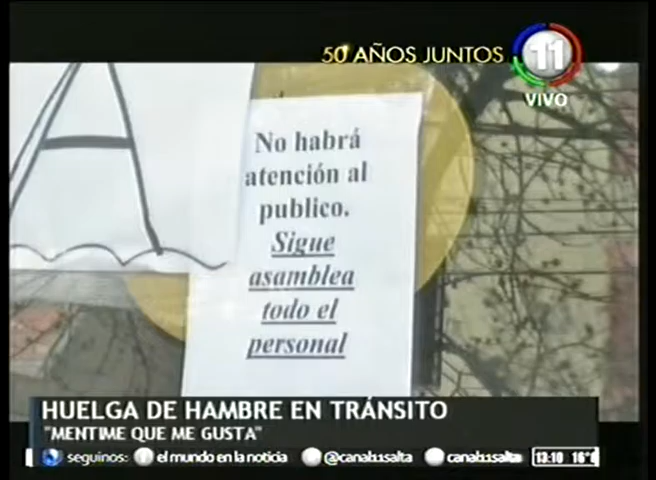 50 AÑOS JUNTOS
11
VIVO
A
No habrá
atención al
publico.
Sigue
asamblea
todo el
personal
HUELGA DE HAMBRE EN TRÁNSITO
"MENTIME QUE ME GUSTA"
seguinos: el mundo en la noticia @canal11salta canal11salta 13:10 16°